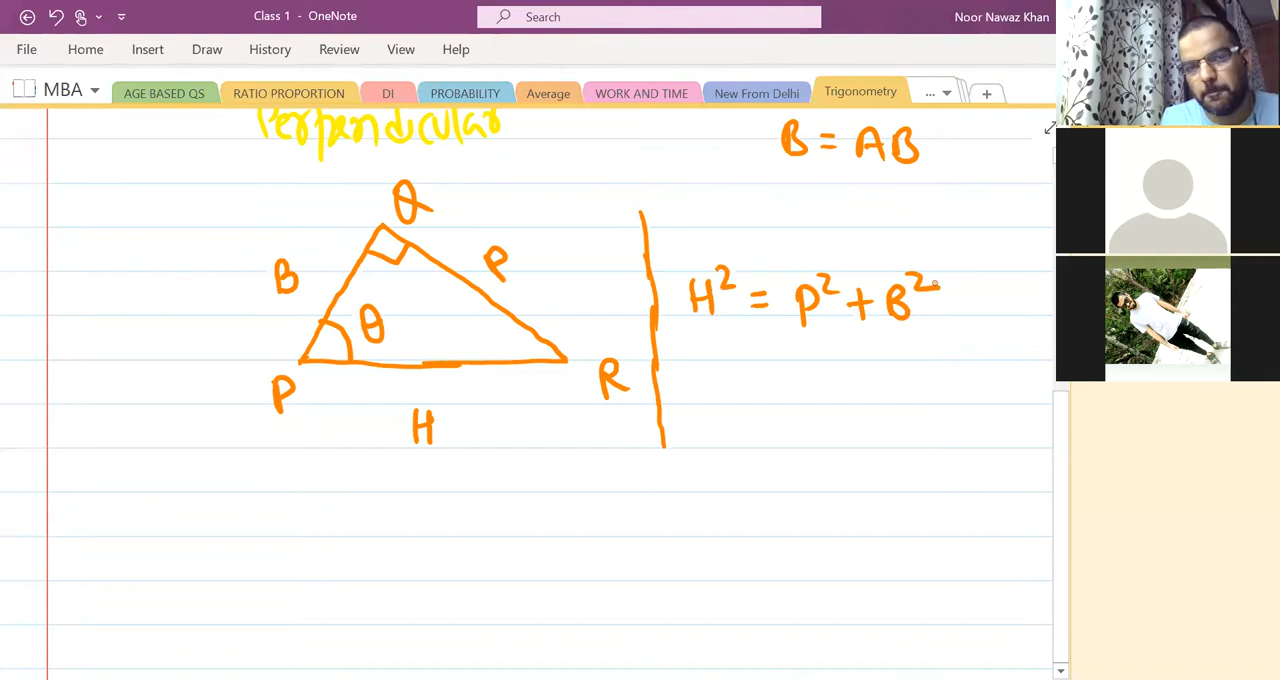 Class 1 - OneNote
Search
Noor Nawaz Khan
File Home Insert Draw History Review View Help
MBA
AGE BASED QS RATIO PROPORTION DI PROBABILITY Average WORK AND TIME New From Delhi Trigonometry ... +
Perpendicular
B = AB
Q
B
P
θ
P
R
H
H² = P² + B²